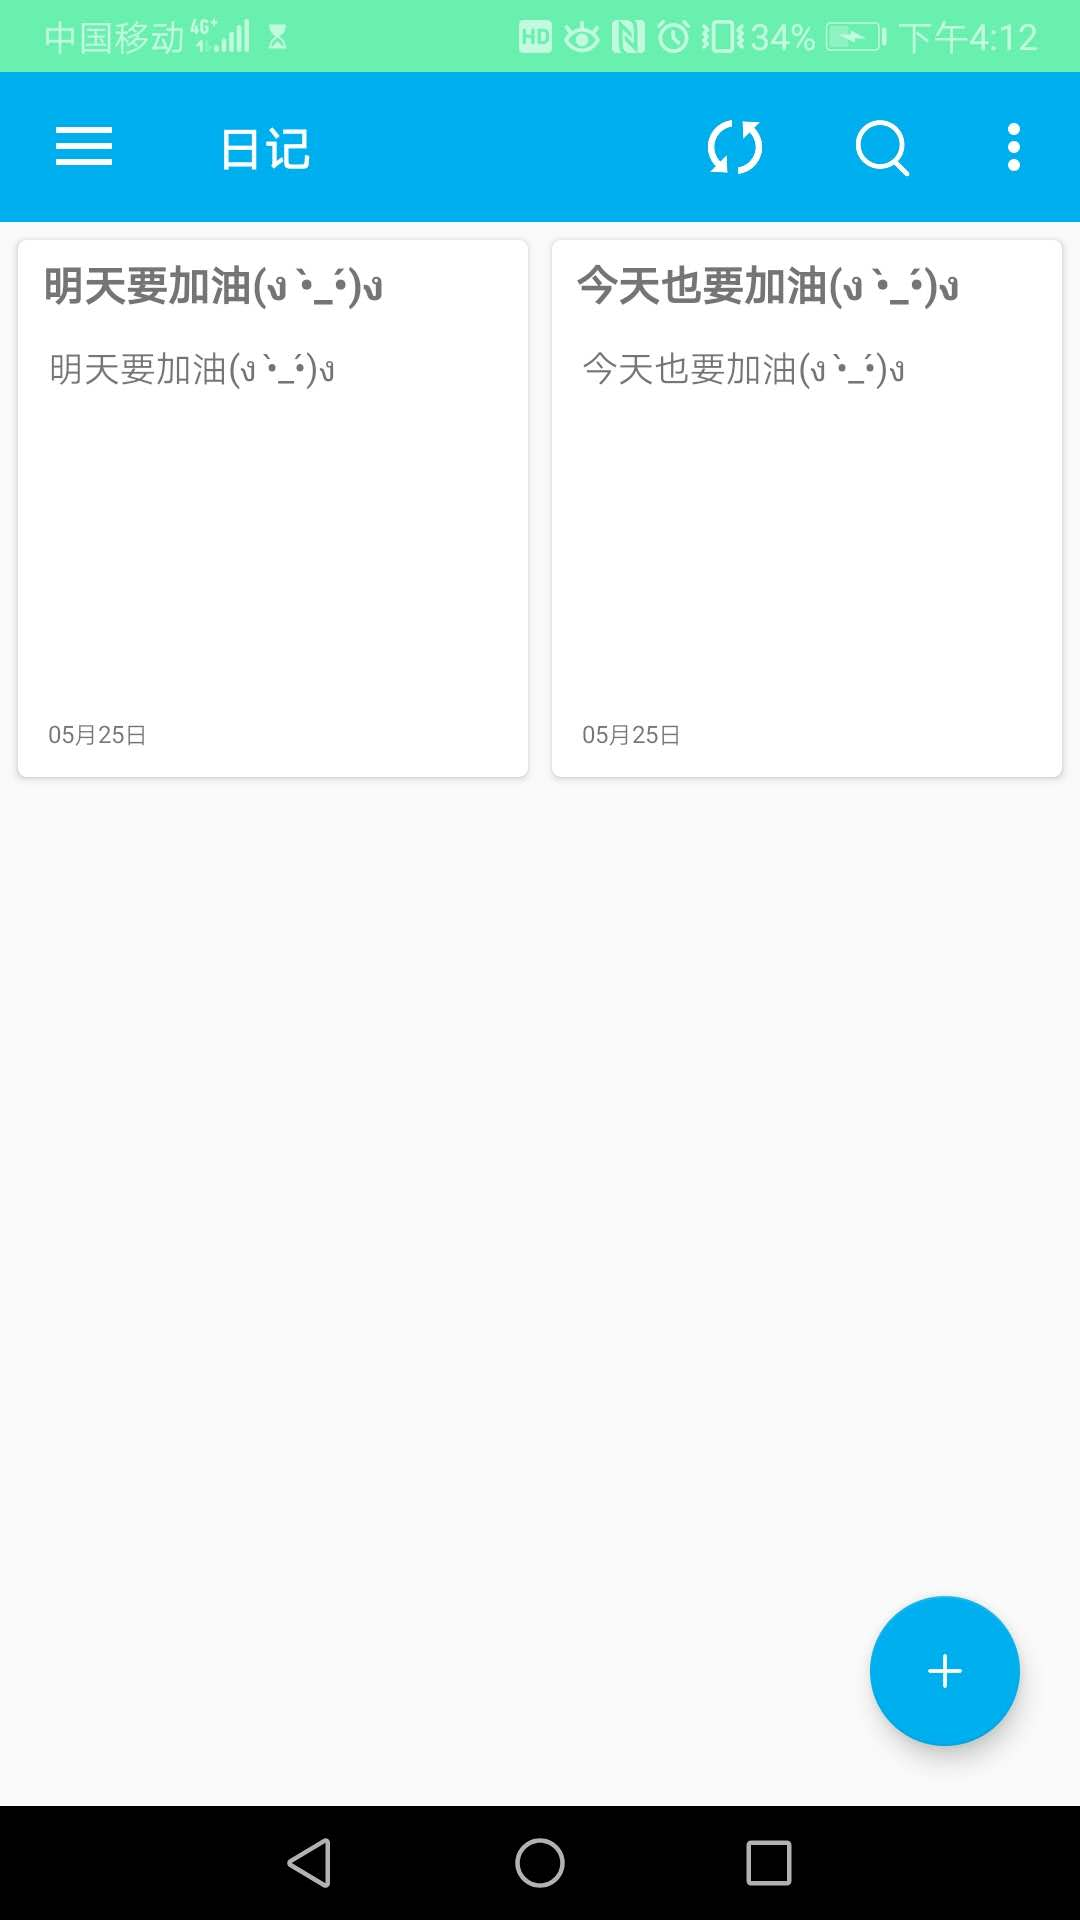 中国移动 4G+ 1 HD 34% 下午4:12
日记
明天要加油(ง •̀_•́)ง
明天要加油(ง •̀_•́)ง
05月25日
今天也要加油(ง •̀_•́)ง
今天也要加油(ง •̀_•́)ง
05月25日